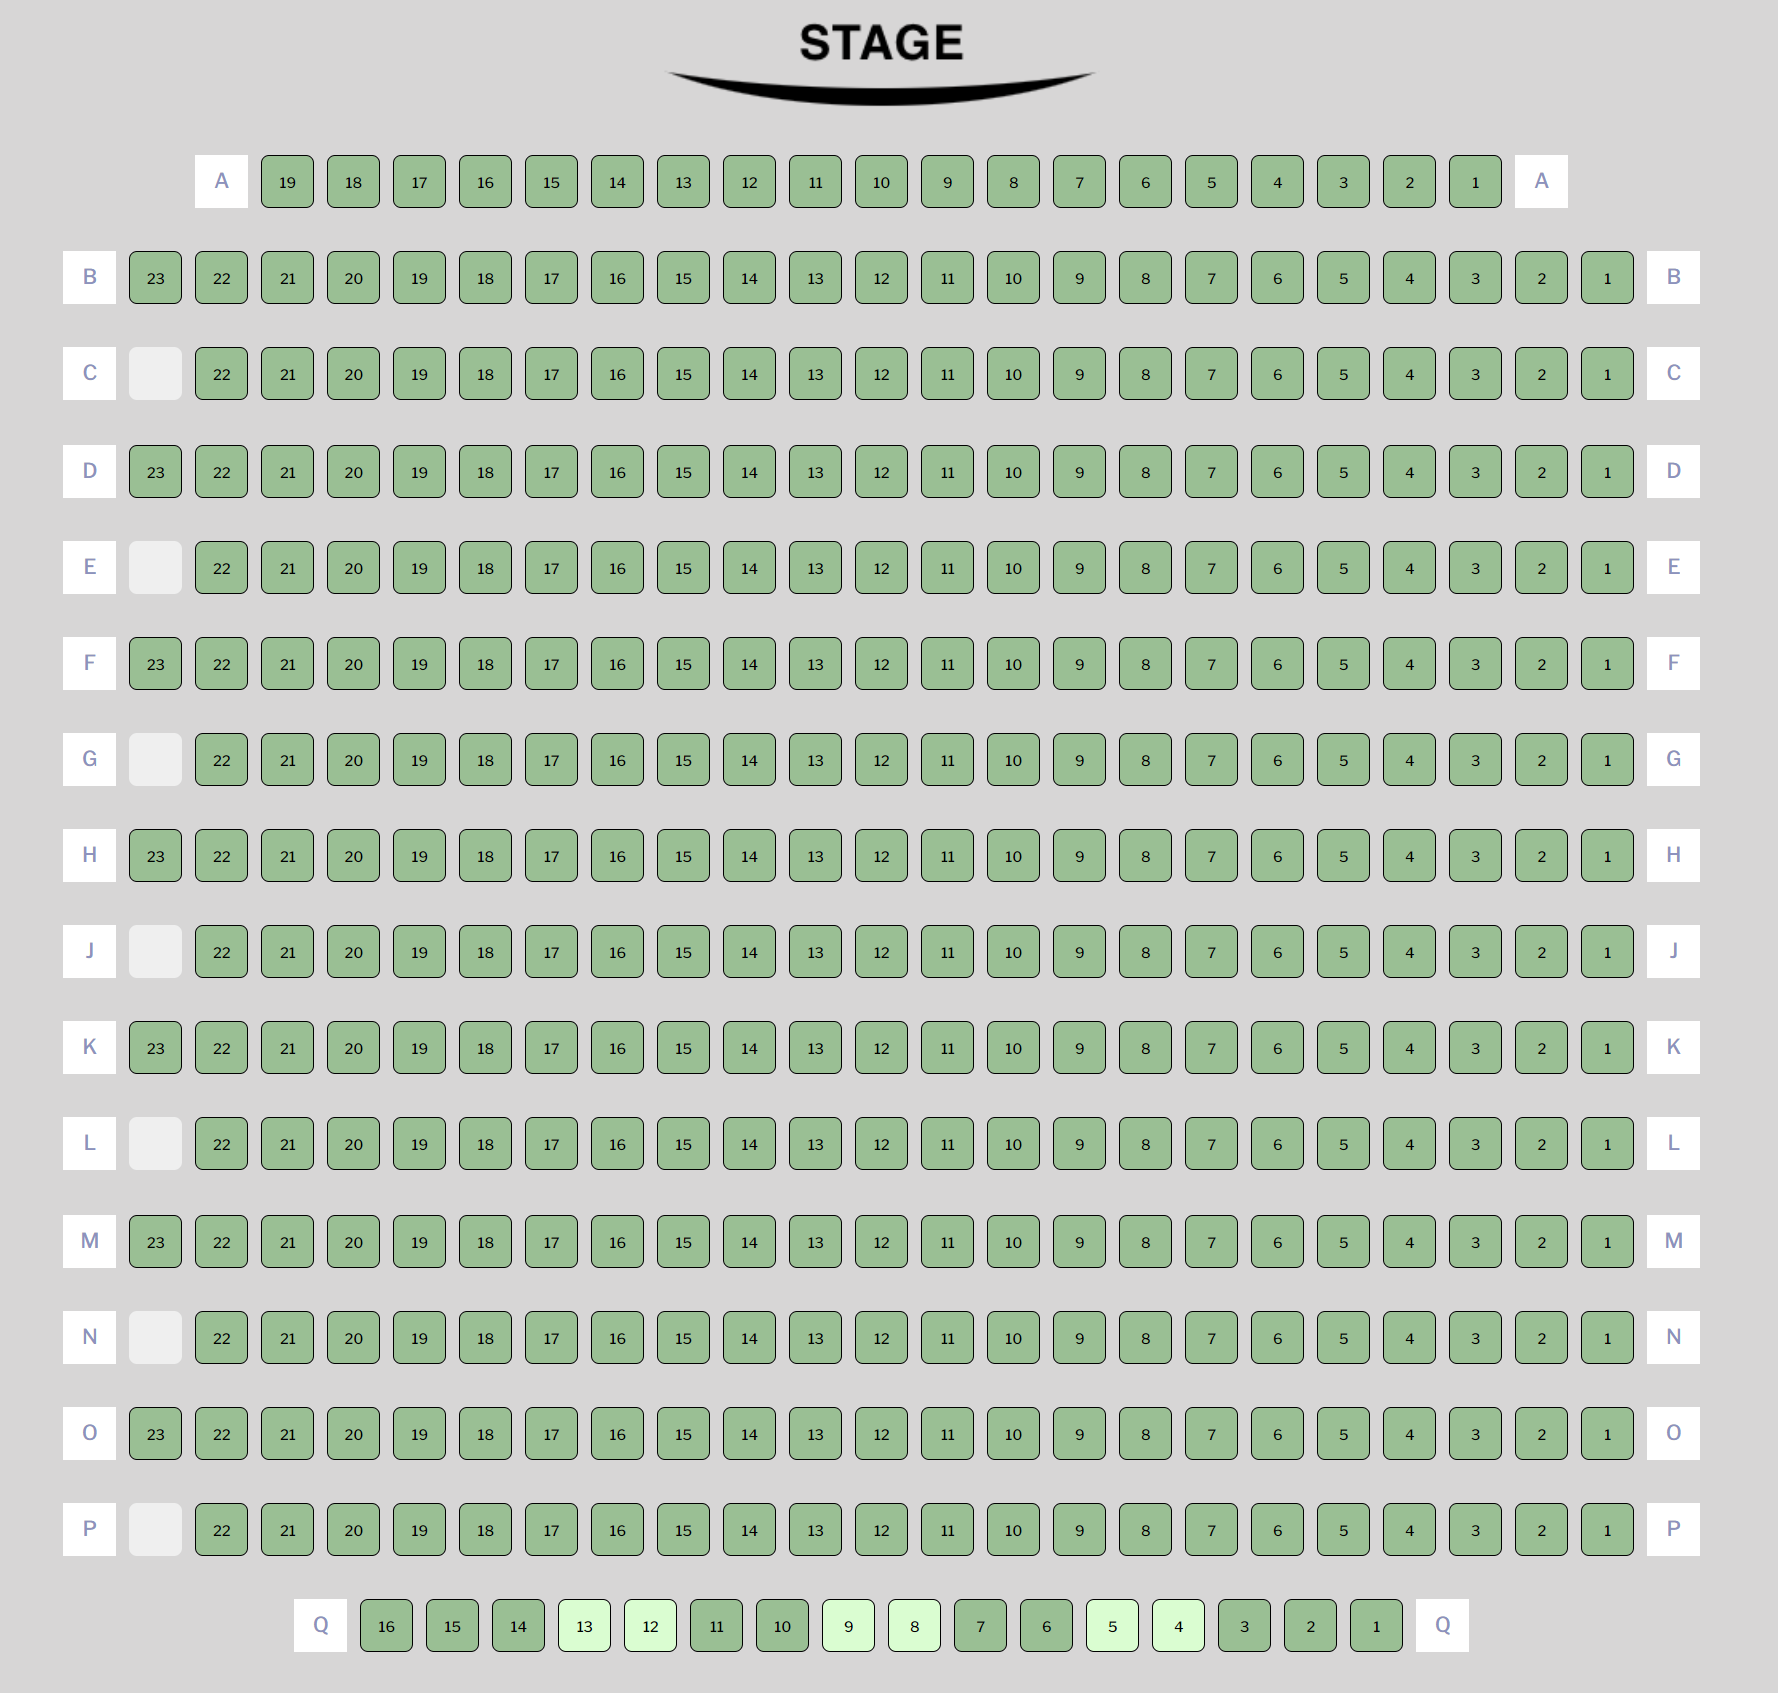 STAGE
A 19 18 17 16 15 14 13 12 11 10 9 8 7 6 5 4 3 2 1 A
B 23 22 21 20 19 18 17 16 15 14 13 12 11 10 9 8 7 6 5 4 3 2 1 B
C 22 21 20 19 18 17 16 15 14 13 12 11 10 9 8 7 6 5 4 3 2 1 C
D 23 22 21 20 19 18 17 16 15 14 13 12 11 10 9 8 7 6 5 4 3 2 1 D
E 22 21 20 19 18 17 16 15 14 13 12 11 10 9 8 7 6 5 4 3 2 1 E
F 23 22 21 20 19 18 17 16 15 14 13 12 11 10 9 8 7 6 5 4 3 2 1 F
G 22 21 20 19 18 17 16 15 14 13 12 11 10 9 8 7 6 5 4 3 2 1 G
H 23 22 21 20 19 18 17 16 15 14 13 12 11 10 9 8 7 6 5 4 3 2 1 H
J 22 21 20 19 18 17 16 15 14 13 12 11 10 9 8 7 6 5 4 3 2 1 J
K 23 22 21 20 19 18 17 16 15 14 13 12 11 10 9 8 7 6 5 4 3 2 1 K
L 22 21 20 19 18 17 16 15 14 13 12 11 10 9 8 7 6 5 4 3 2 1 L
M 23 22 21 20 19 18 17 16 15 14 13 12 11 10 9 8 7 6 5 4 3 2 1 M
N 22 21 20 19 18 17 16 15 14 13 12 11 10 9 8 7 6 5 4 3 2 1 N
O 23 22 21 20 19 18 17 16 15 14 13 12 11 10 9 8 7 6 5 4 3 2 1 O
P 22 21 20 19 18 17 16 15 14 13 12 11 10 9 8 7 6 5 4 3 2 1 P
Q 16 15 14 13 12 11 10 9 8 7 6 5 4 3 2 1 Q